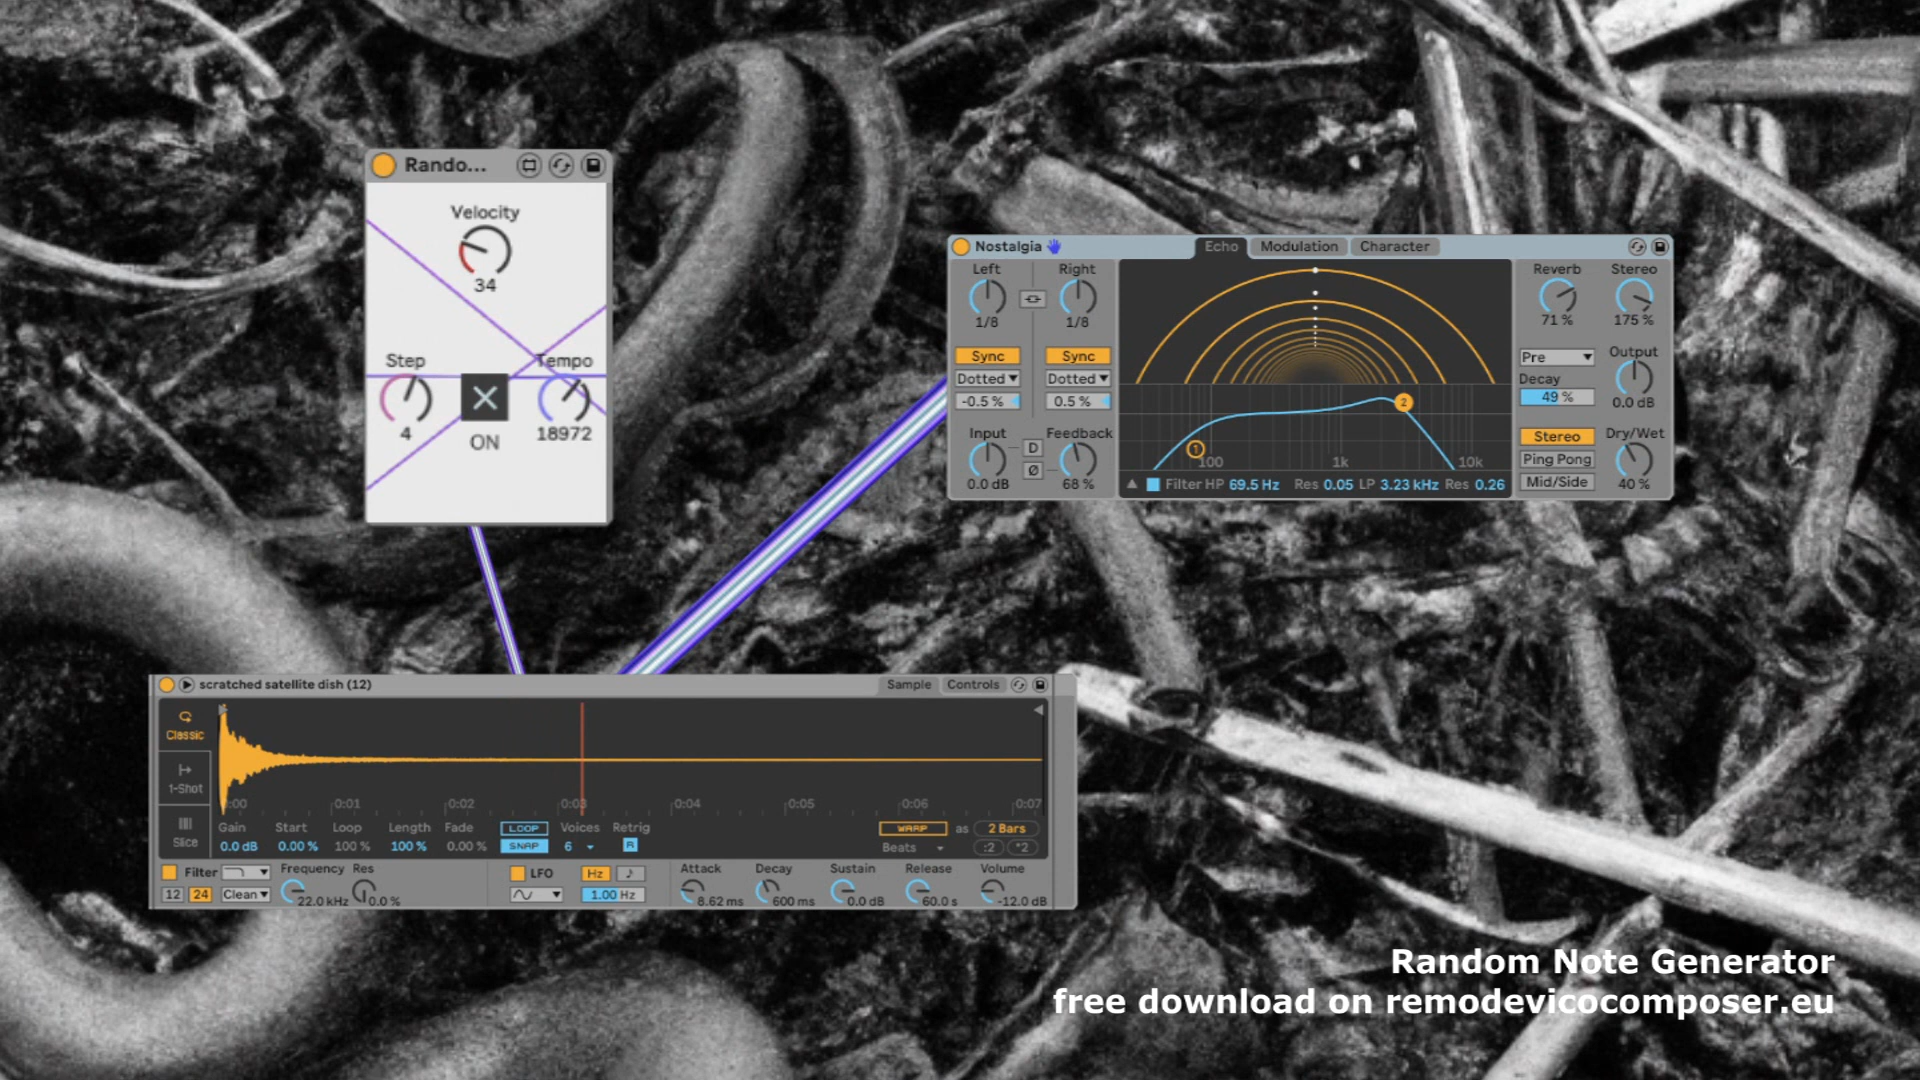 Rando...
Velocity
34
Step
Tempo
4
ON
18972
Nostalgia
Echo
Modulation
Character
Left
Right
1/8
1/8
Sync
Sync
Dotted
Dotted
-0.5 %
0.5 %
Input
D
Feedback
Ø
0.0 dB
68 %
1
2
100
1k
10k
Filter HP 69.5 Hz Res 0.05 LP 3.23 kHz Res 0.26
Reverb
Stereo
71 %
175 %
Pre
Output
Decay
49 %
0.0 dB
Stereo
Dry/Wet
Ping Pong
Mid/Side
40 %
scratched satellite dish (12)
Sample
Controls
Classic
1-Shot
Slice
:00 0:01 0:02 0:03 0:04 0:05 0:06 0:07
Gain Start Loop Length Fade LOOP Voices Retrig WARP as 2 Bars
0.0 dB 0.00 % 100 % 100 % 0.00 % SNAP 6 R Beats :2 *2
Filter Frequency Res LFO Hz Attack Decay Sustain Release Volume
12 24 Clean 22.0 kHz 0.0 % 1.00 Hz 8.62 ms 600 ms 0.0 dB 60.0 s -12.0 dB
Random Note Generator
free download on remodevicocomposer.eu